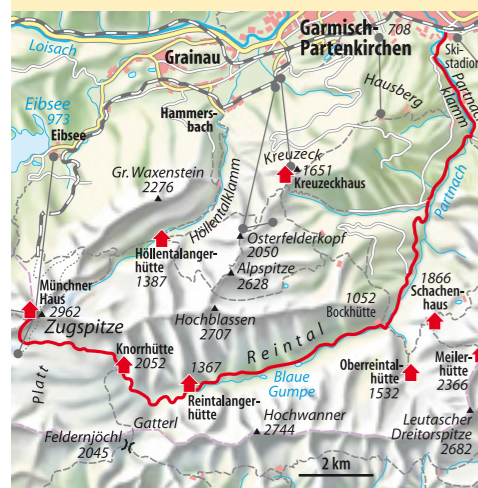 Garmisch-
Partenkirchen
708
Loisach
Grainau
Ski-
stadion
Hausberg
Partnach
klamm
Eibsee
973
Eibsee
Hammers-
bach
Kreuzeck
1651
Kreuzeckhaus
Partnach
Gr. Waxenstein
2276
Höllentalklamm
Osterfelderkopf
2050
Höllentalanger-
hütte
1387
Alpspitze
2628
1866
Schachen-
haus
Münchner
Haus
2962
Zugspitze
Hochblassen
2707
1052
Bockhütte
Reintal
Knorrhütte
2052
1367
Reintalanger-
hütte
Blaue
Gumpe
Oberreintal-
hütte
1532
Meiler-
hütte
2366
Platt
Gatterl
Hochwanner
2744
Leutascher
Dreitorspitze
2682
Feldernjöchl
2045
2 km